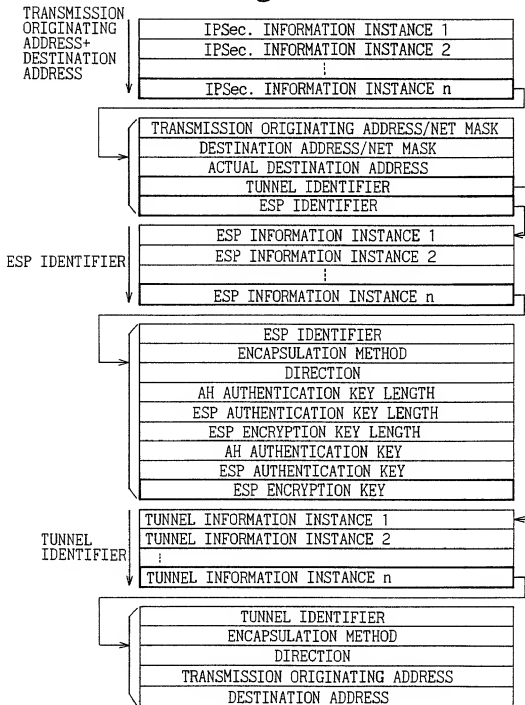 TRANSMISSION
ORIGINATING
ADDRESS+
DESTINATION
ADDRESS
IPSec. INFORMATION INSTANCE 1
IPSec. INFORMATION INSTANCE 2
IPSec. INFORMATION INSTANCE n
TRANSMISSION ORIGINATING ADDRESS/NET MASK
DESTINATION ADDRESS/NET MASK
ACTUAL DESTINATION ADDRESS
TUNNEL IDENTIFIER
ESP IDENTIFIER
ESP IDENTIFIER
ESP INFORMATION INSTANCE 1
ESP INFORMATION INSTANCE 2
ESP INFORMATION INSTANCE n
ESP IDENTIFIER
ENCAPSULATION METHOD
DIRECTION
AH AUTHENTICATION KEY LENGTH
ESP AUTHENTICATION KEY LENGTH
ESP ENCRYPTION KEY LENGTH
AH AUTHENTICATION KEY
ESP AUTHENTICATION KEY
ESP ENCRYPTION KEY
TUNNEL
IDENTIFIER
TUNNEL INFORMATION INSTANCE 1
TUNNEL INFORMATION INSTANCE 2
TUNNEL INFORMATION INSTANCE n
TUNNEL IDENTIFIER
ENCAPSULATION METHOD
DIRECTION
TRANSMISSION ORIGINATING ADDRESS
DESTINATION ADDRESS